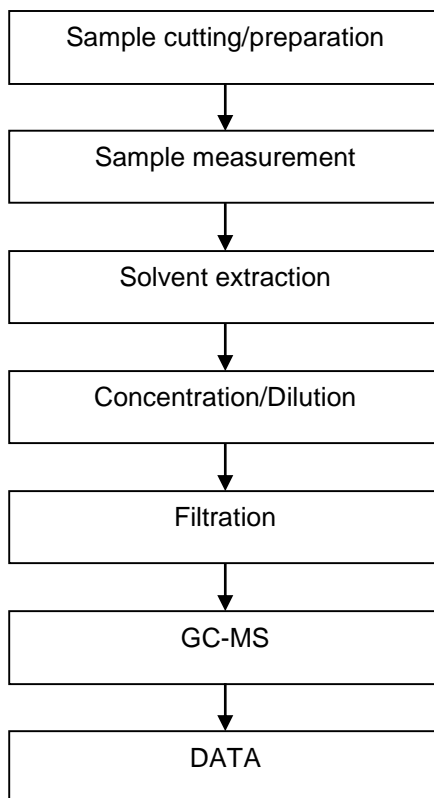 Sample cutting/preparation
Sample measurement
Solvent extraction
Concentration/Dilution
Filtration
GC-MS
DATA